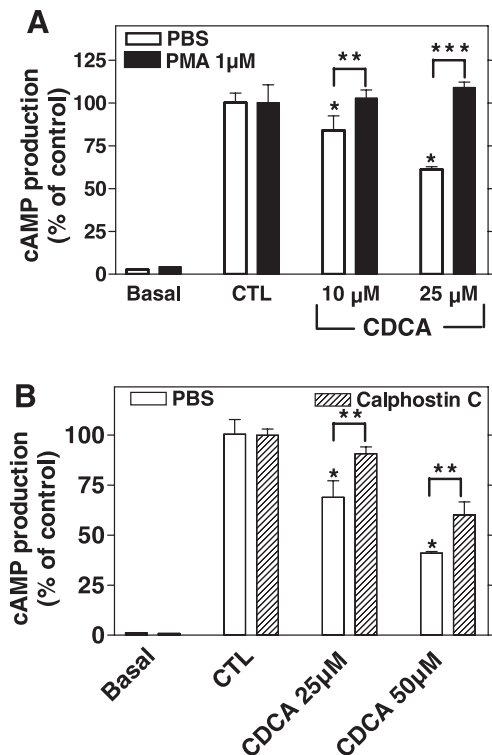 A
PBS
PMA 1µM
cAMP production
(% of control)
125
100
75
50
25
0
** ***
* *
Basal CTL 10 µM 25 µM
CDCA
B
PBS Calphostin C
cAMP production
(% of control)
100
75
50
25
0
** **
* *
Basal CTL CDCA 25µM CDCA 50µM